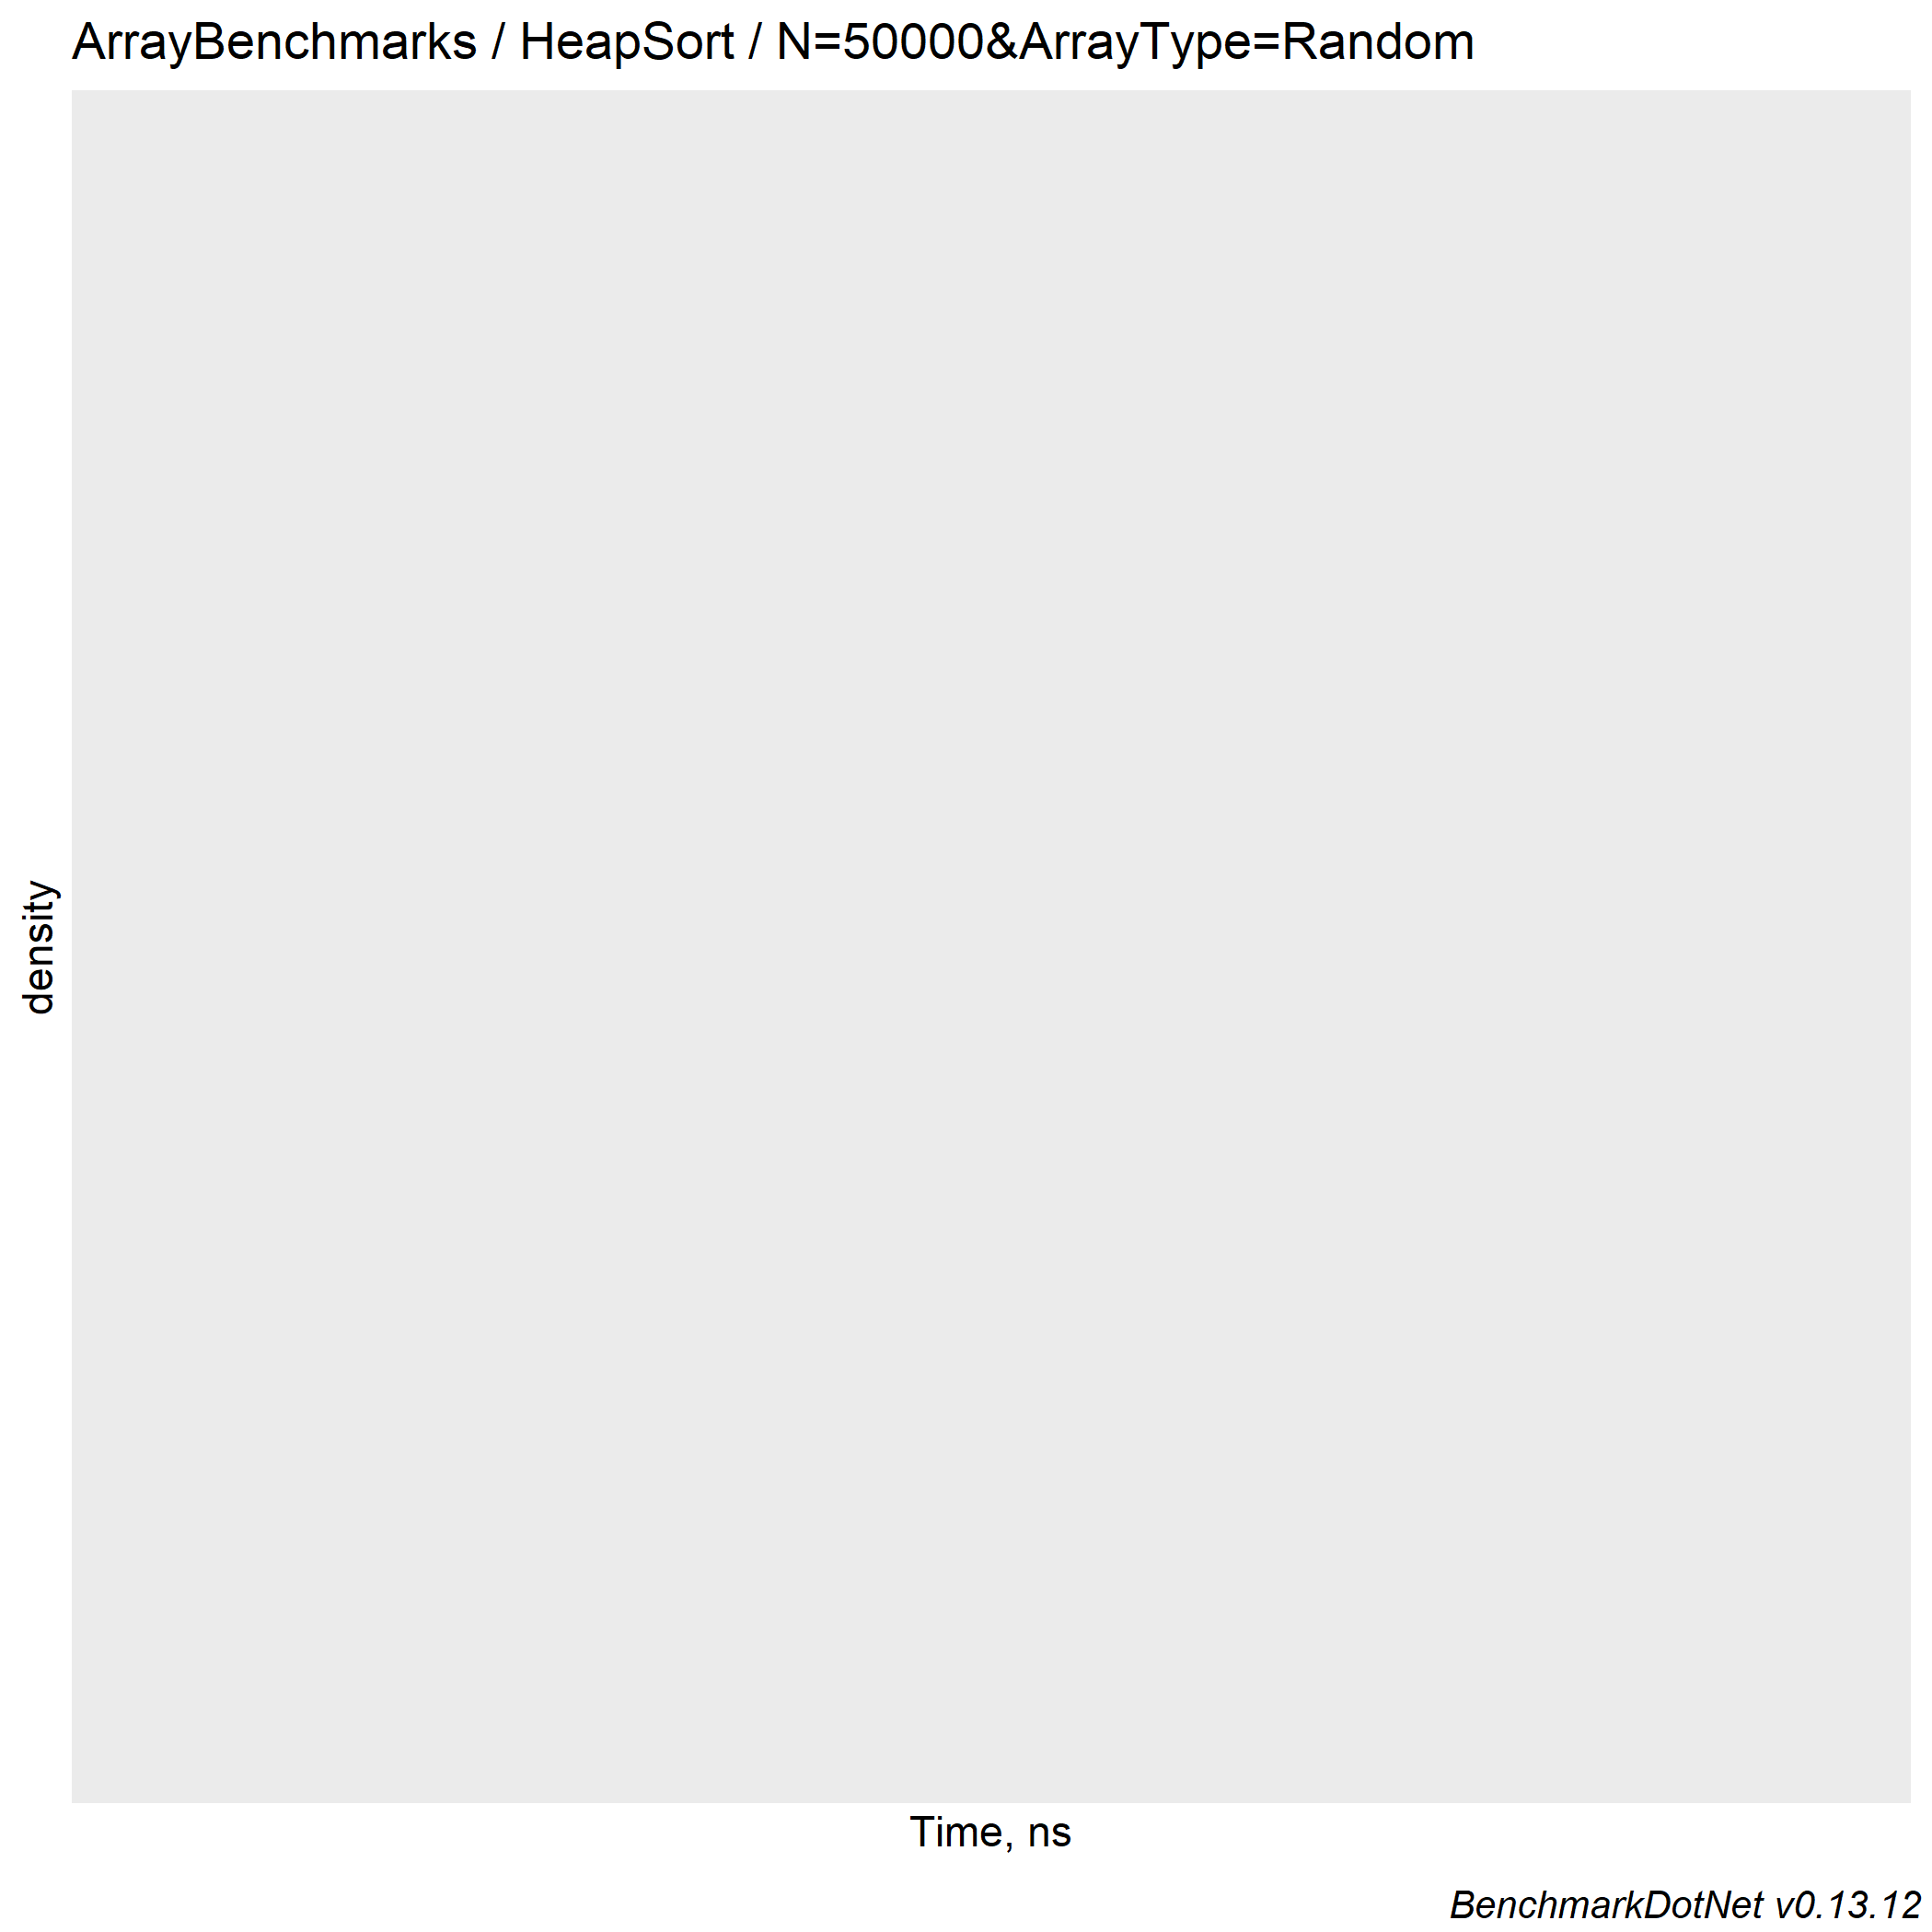 ArrayBenchmarks / HeapSort / N=50000&ArrayType=Random
density
Time, ns
BenchmarkDotNet v0.13.12